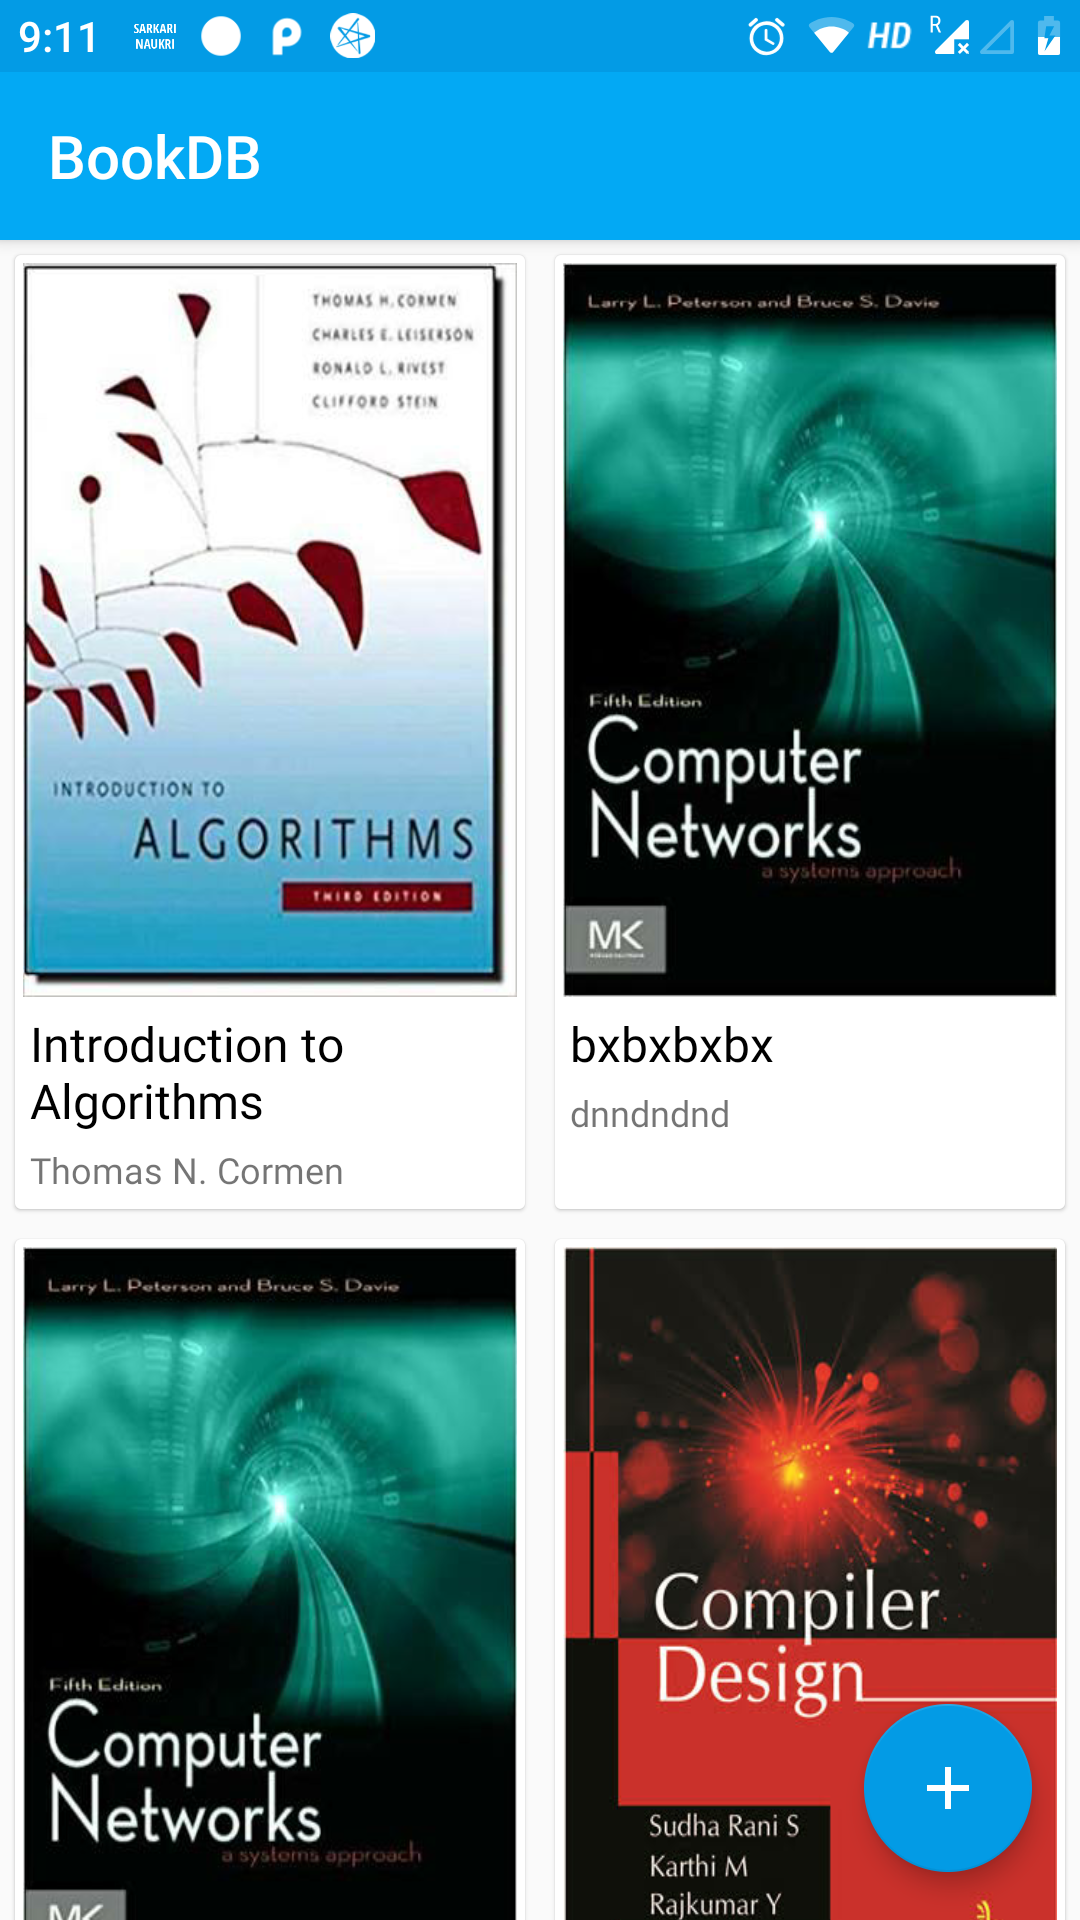 9:11 SARKARI NAUKRI HD R
BookDB
THOMAS H. CORMEN
CHARLES E. LEISERSON
RONALD L. RIVEST
CLIFFORD STEIN
INTRODUCTION TO
ALGORITHMS
THIRD EDITION
Introduction to
Algorithms
Thomas N. Cormen
Larry L. Peterson and Bruce S. Davie
Fifth Edition
Computer
Networks
a systems approach
MK
bxbxbxbx
dnndndnd
Larry L. Peterson and Bruce S. Davie
Fifth Edition
Computer
Networks
a systems approach
MK
Compiler
Design
Sudha Rani S
Karthi M
Rajkumar Y